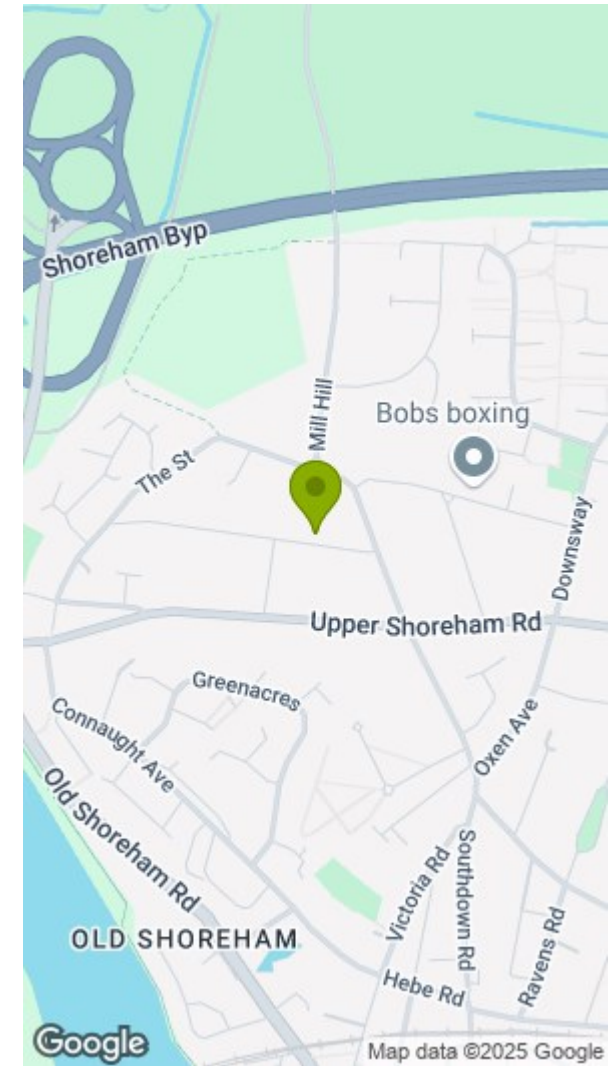 Shoreham Byp
Mill Hill
Bobs boxing
The St
Downsway
Upper Shoreham Rd
Greenacres
Connaught Ave
Oxen Ave
Old Shoreham Rd
Victoria Rd
Southdown Rd
Ravens Rd
OLD SHOREHAM
Hebe Rd
Google
Map data ©2025 Google